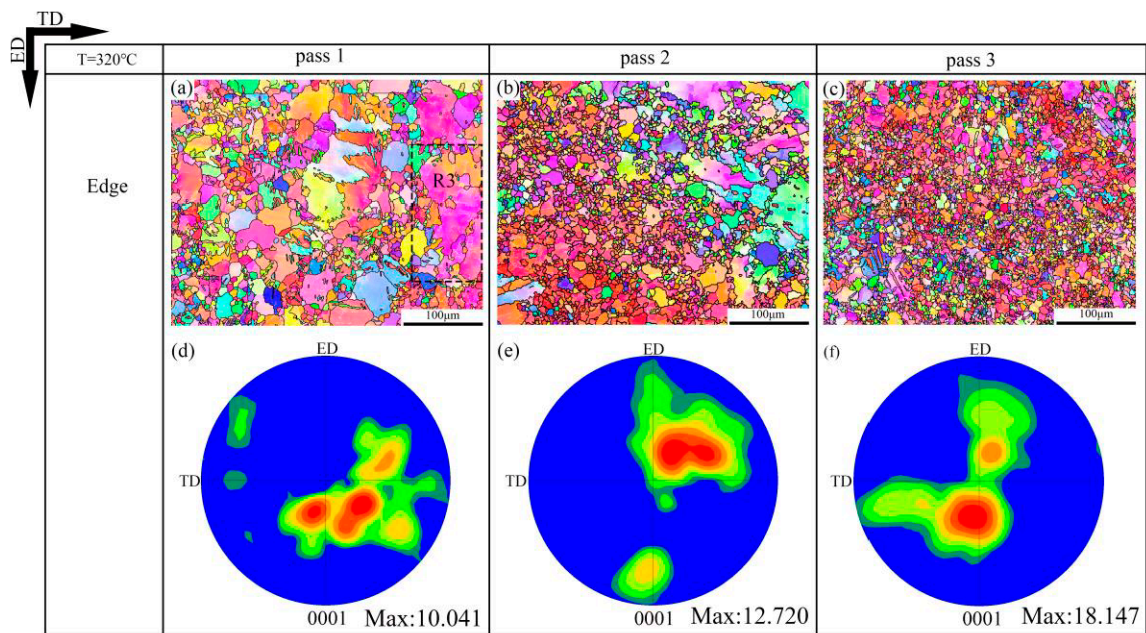 TD
ED
T=320°C
pass 1
pass 2
pass 3
Edge
(a)
R3
100μm
(b)
100μm
(c)
100μm
(d)
ED
TD
0001
Max:10.041
(e)
ED
TD
0001
Max:12.720
(f)
ED
TD
0001
Max:18.147